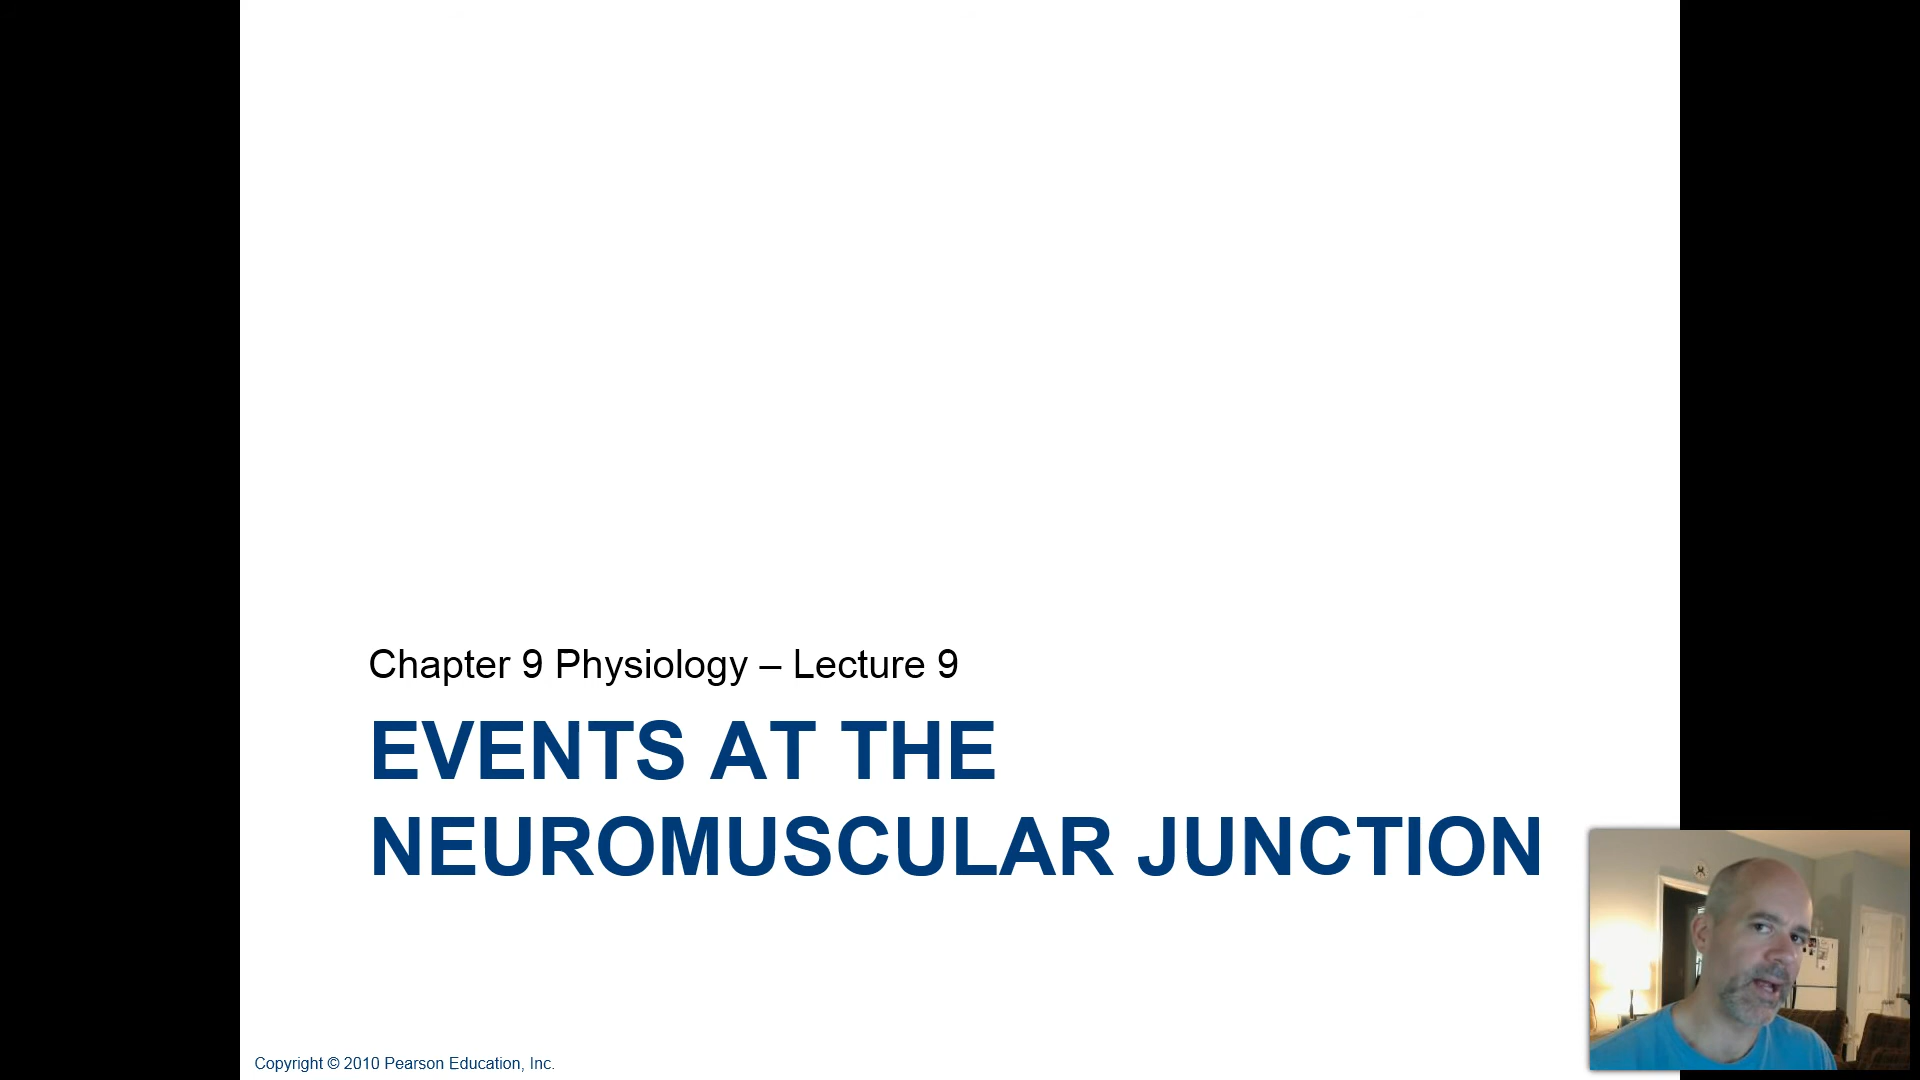 Chapter 9 Physiology – Lecture 9
EVENTS AT THE
NEUROMUSCULAR JUNCTION
Copyright © 2010 Pearson Education, Inc.